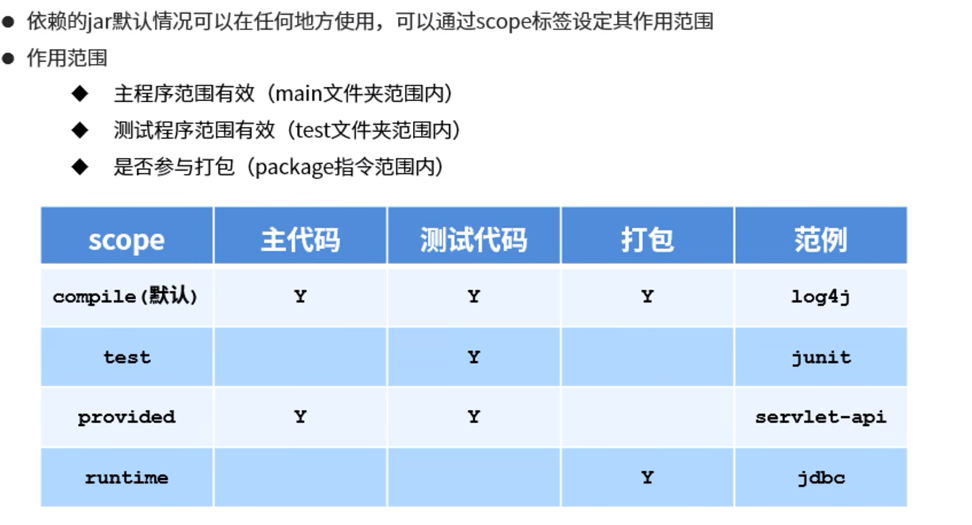 ● 依赖的jar默认情况可以在任何地方使用，可以通过scope标签设定其作用范围
● 作用范围
◆ 主程序范围有效（main文件夹范围内）
◆ 测试程序范围有效（test文件夹范围内）
◆ 是否参与打包（package指令范围内）
scope 主代码 测试代码 打包 范例
compile(默认) Y Y Y log4j
test Y junit
provided Y Y servlet-api
runtime Y jdbc